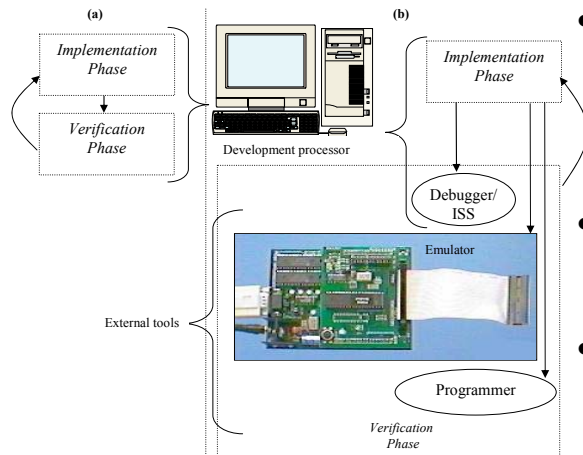 (a)
(b)
Implementation
Phase
Verification
Phase
Development processor
Implementation
Phase
Debugger/
ISS
Emulator
External tools
Programmer
Verification
Phase